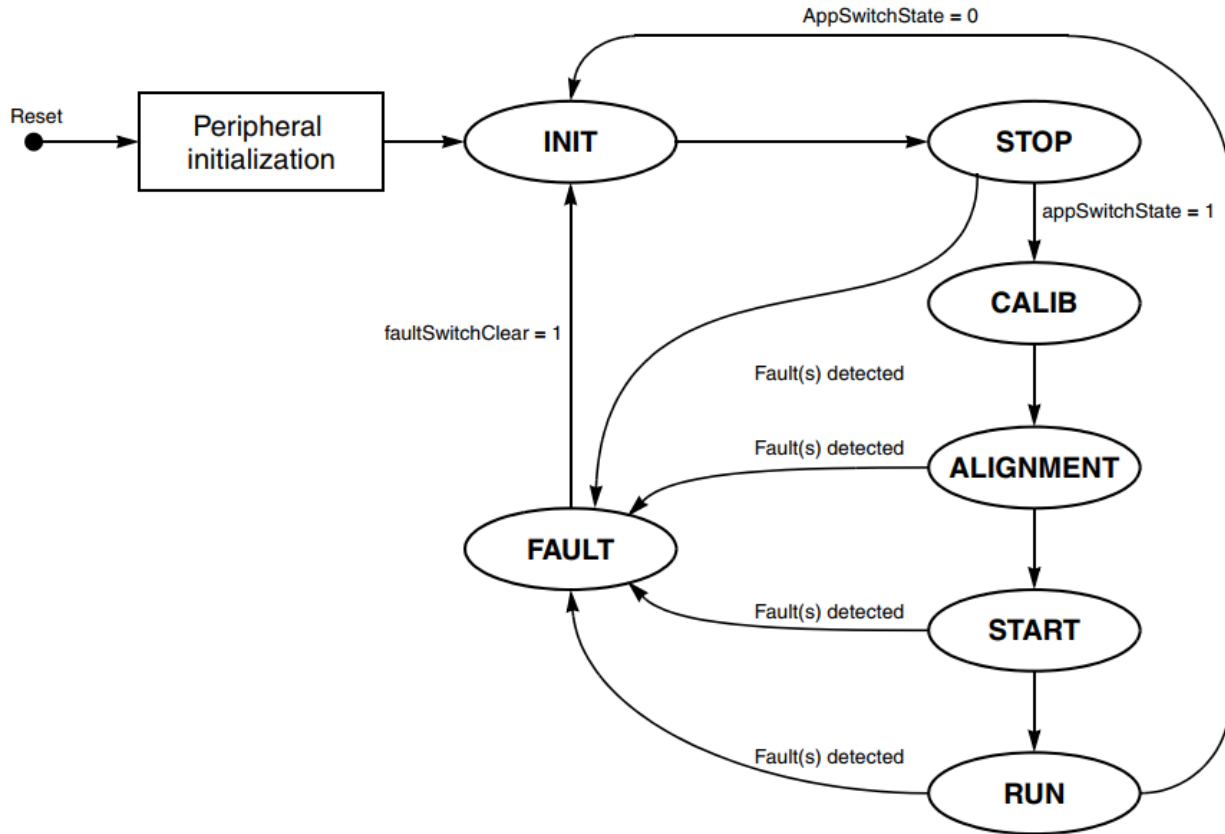 AppSwitchState = 0
Reset
Peripheral
initialization
INIT
STOP
appSwitchState = 1
CALIB
faultSwitchClear = 1
Fault(s) detected
Fault(s) detected
ALIGNMENT
FAULT
Fault(s) detected
START
Fault(s) detected
RUN